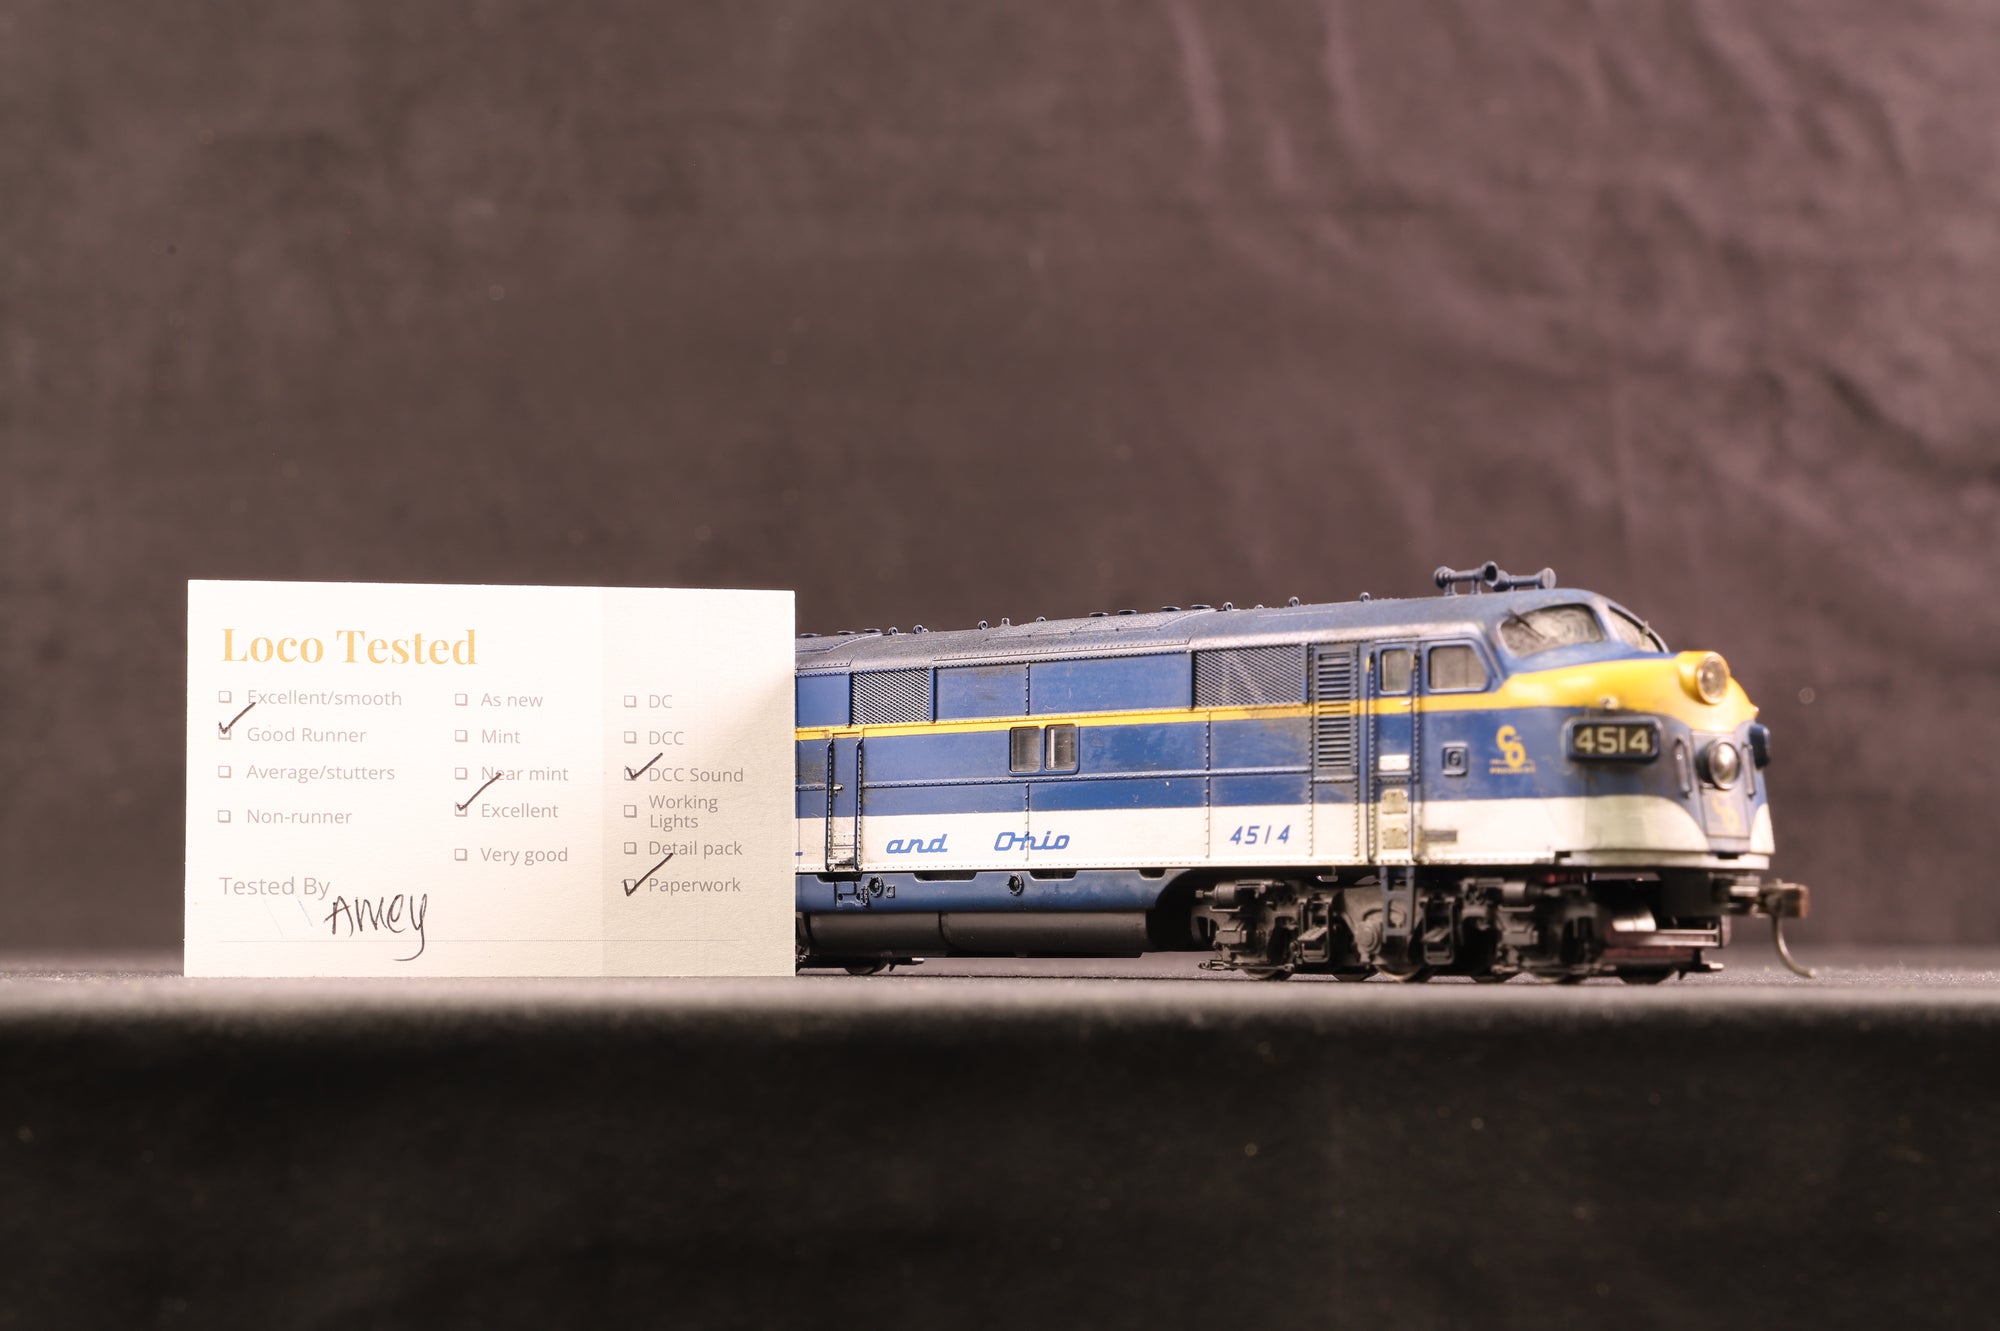 Loco Tested
Excellent/smooth
Good Runner
Average/stutters
Non-runner
As new
Mint
Near mint
Excellent
Very good
DC
DCC
DCC Sound
Working
Lights
Detail pack
Paperwork
Tested By
AMEY
and Ohio
4514
4514